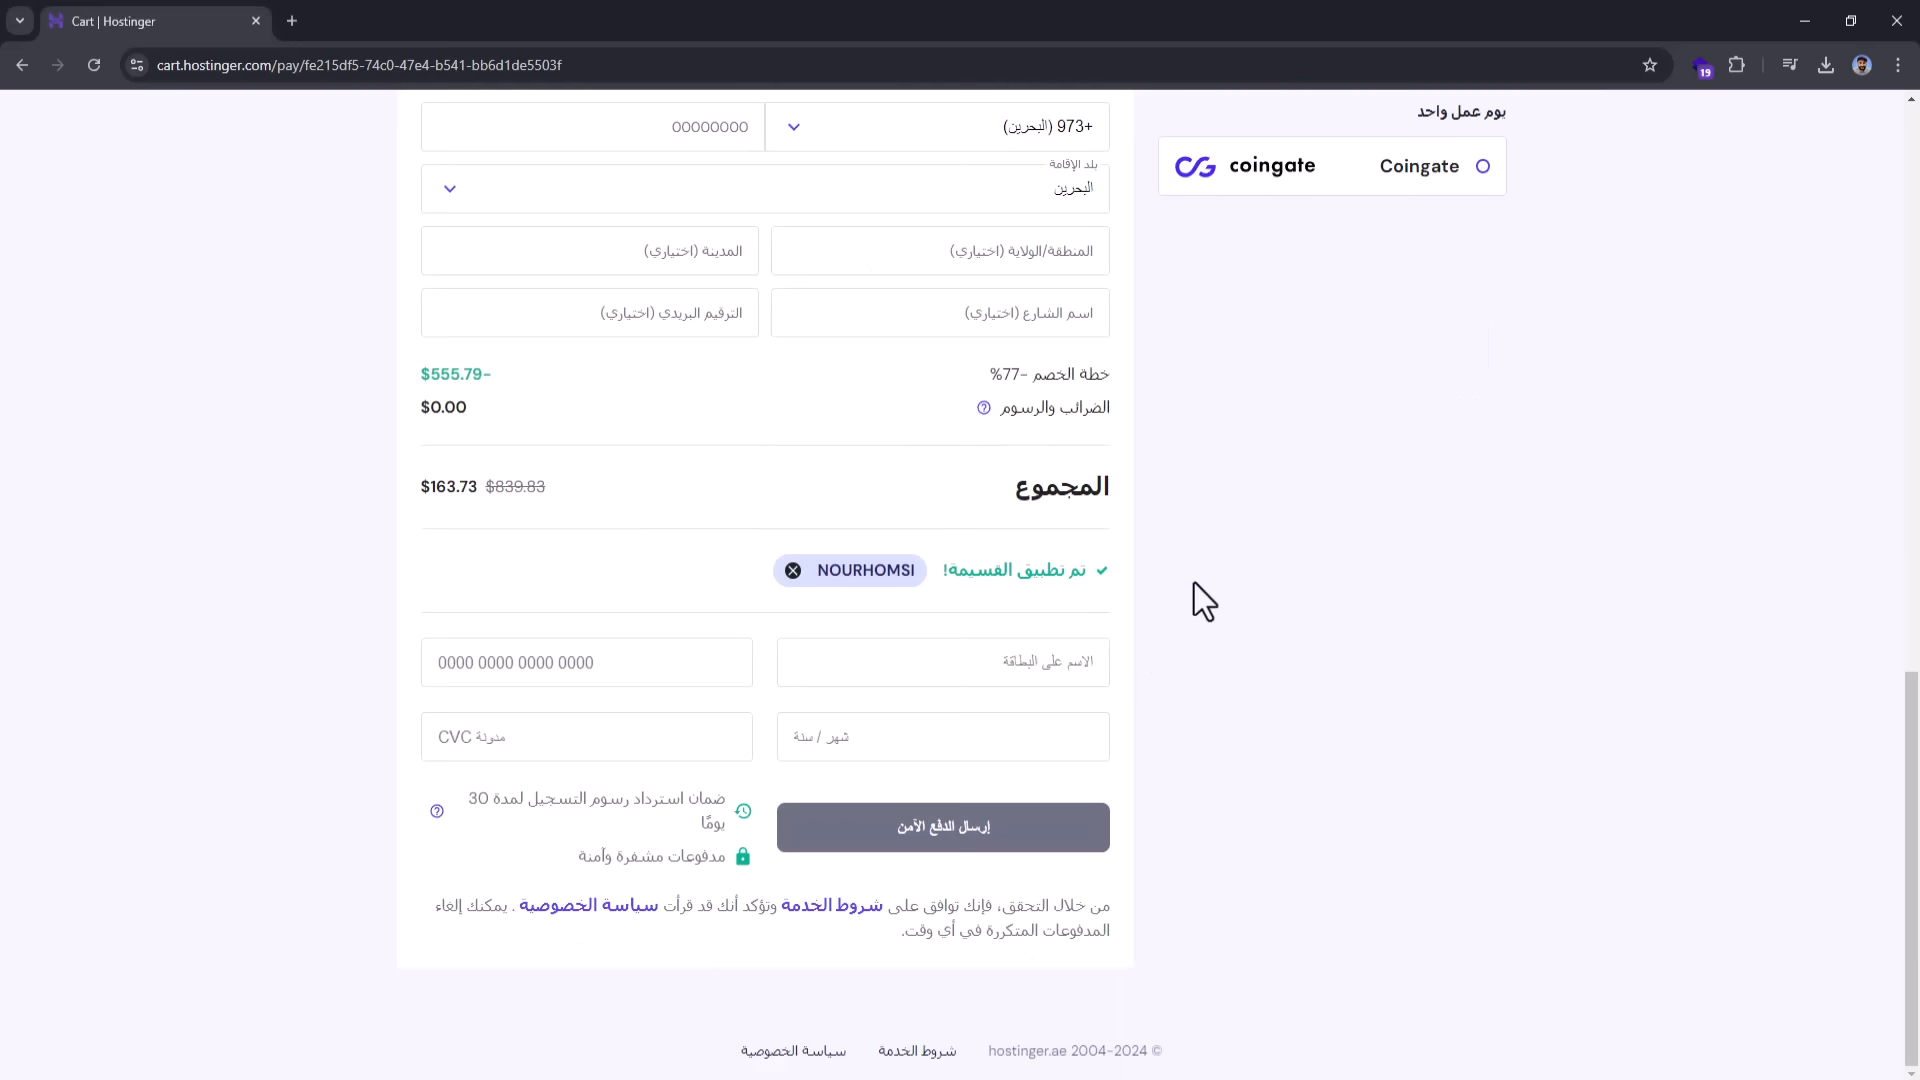 Cart | Hostinger
cart.hostinger.com/pay/fe215df5-74c0-47e4-b541-bb6d1de5503f
19
يوم عمل واحد
Coingate coingate
+973 (البحرين) 00000000
بلد الإقامة
البحرين
المنطقة/الولاية (اختياري) المدينة (اختياري)
اسم الشارع (اختياري) الترقيم البريدي (اختياري)
خطة الخصم -77% -$555.79
الضرائب والرسوم $0.00
المجموع $163.73 $839.83
تم تطبيق القسيمة! NOURHOMSI
الاسم على البطاقة 0000 0000 0000 0000
شهر / سنة مدونة CVC
إرسال الدفع الآمن
ضمان استرداد رسوم التسجيل لمدة 30
يومًا
مدفوعات مشفرة وآمنة
من خلال التحقق، فإنك توافق على شروط الخدمة وتؤكد أنك قد قرأت سياسة الخصوصية . يمكنك إلغاء
المدفوعات المتكررة في أي وقت.
© 2004-2024 hostinger.ae شروط الخدمة سياسة الخصوصية